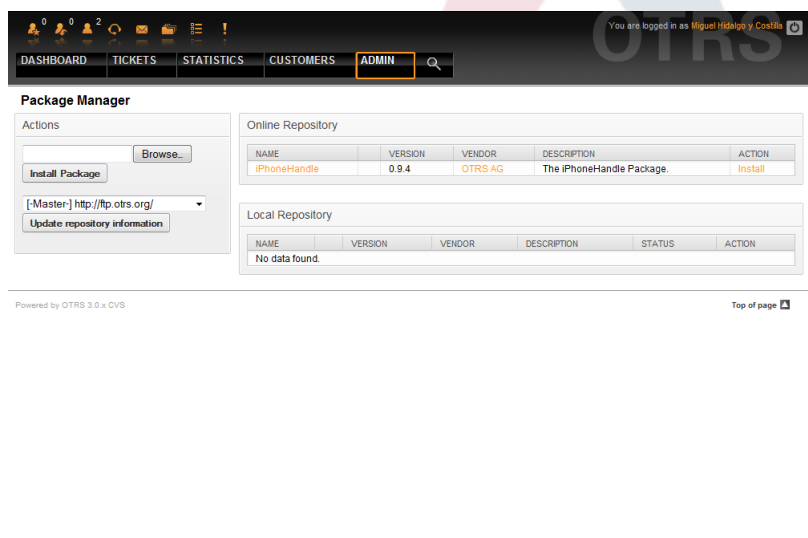 0 0 2
You are logged in as Miguel Hidalgo y Costilla
OTRS
DASHBOARD TICKETS STATISTICS CUSTOMERS ADMIN
Package Manager
Actions
Browse..
Install Package
[-Master-] http://ftp.otrs.org/
Update repository information
Online Repository
NAME VERSION VENDOR DESCRIPTION ACTION
iPhoneHandle 0.9.4 OTRS AG The iPhoneHandle Package. Install
Local Repository
NAME VERSION VENDOR DESCRIPTION STATUS ACTION
No data found.
Powered by OTRS 3.0.x CVS
Top of page